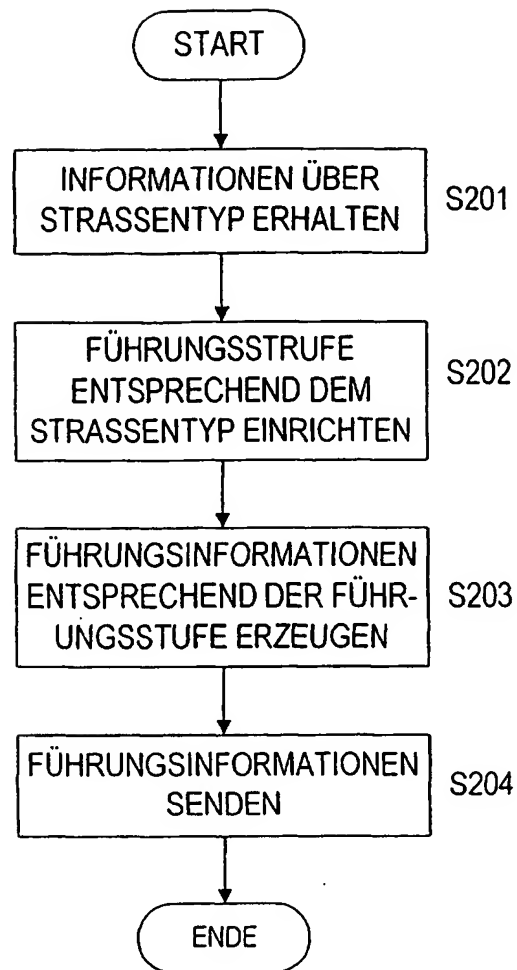 START
INFORMATIONEN ÜBER
STRASSENTYP ERHALTEN
S201
FÜHRUNGSSTRUFE
ENTSPRECHEND DEM
STRASSENTYP EINRICHTEN
S202
FÜHRUNGSINFORMATIONEN
ENTSPRECHEND DER FÜHR-
UNGSSTUFE ERZEUGEN
S203
FÜHRUNGSINFORMATIONEN
SENDEN
S204
ENDE